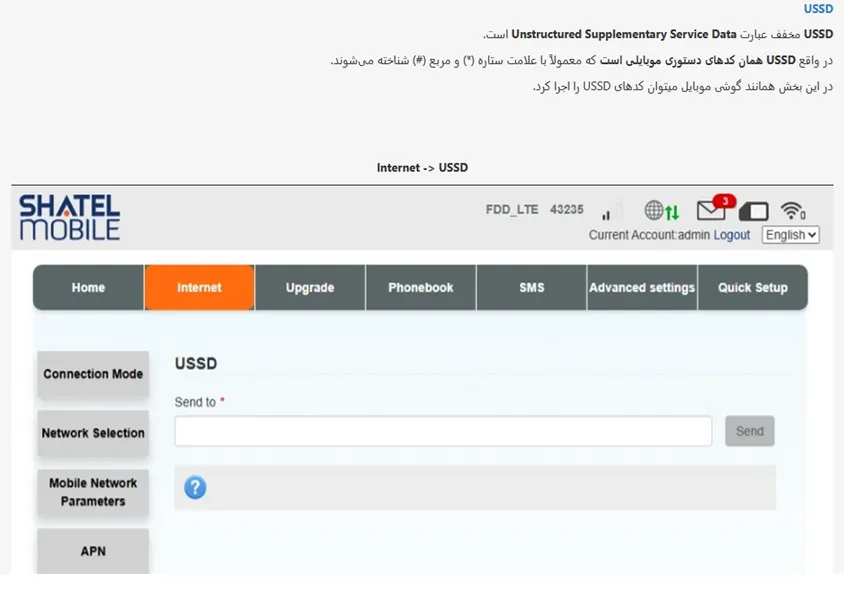 USSD
USSD مخفف عبارت Unstructured Supplementary Service Data است.
در واقع USSD همان کدهای دستوری موبایلی است که معمولاً با علامت ستاره (*) و مربع (#) شناخته می‌شوند.
در این بخش همانند گوشی موبایل میتوان کدهای USSD را اجرا کرد.
Internet -> USSD
SHATEL
MOBILE
FDD_LTE 43235 3 0
Current Account:admin Logout English
Home Internet Upgrade Phonebook SMS Advanced settings Quick Setup
Connection Mode
Network Selection
Mobile Network
Parameters
APN
USSD
Send to *
Send
?